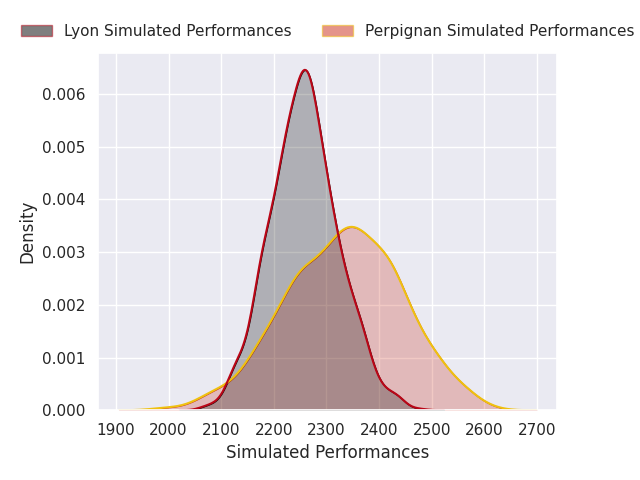 Lyon Simulated Performances Perpignan Simulated Performances
0.006
0.005
0.004
0.003
0.002
0.001
0.000
Density
1900 2000 2100 2200 2300 2400 2500 2600 2700
Simulated Performances